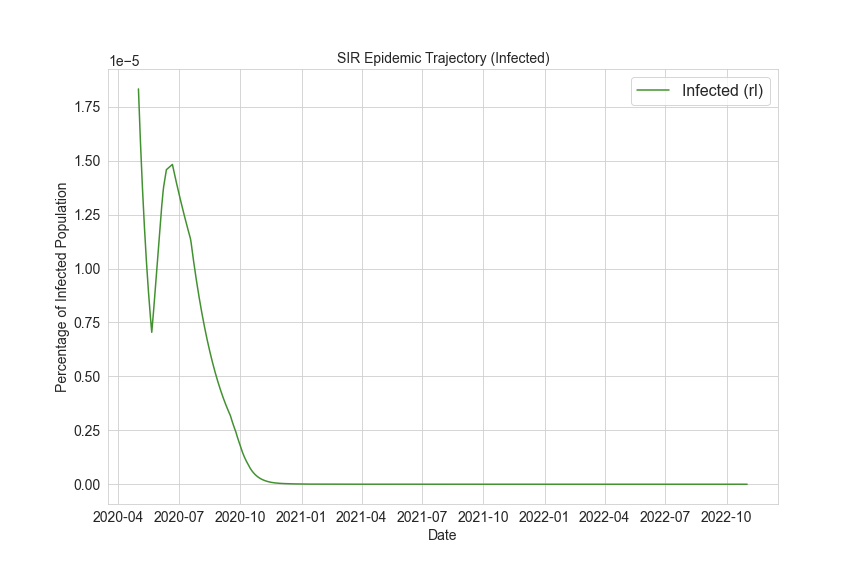 SIR Epidemic Trajectory (Infected)
1e−5
Infected (rI)
Percentage of Infected Population
1.75
1.50
1.25
1.00
0.75
0.50
0.25
0.00
2020-04 2020-07 2020-10 2021-01 2021-04 2021-07 2021-10 2022-01 2022-04 2022-07 2022-10
Date